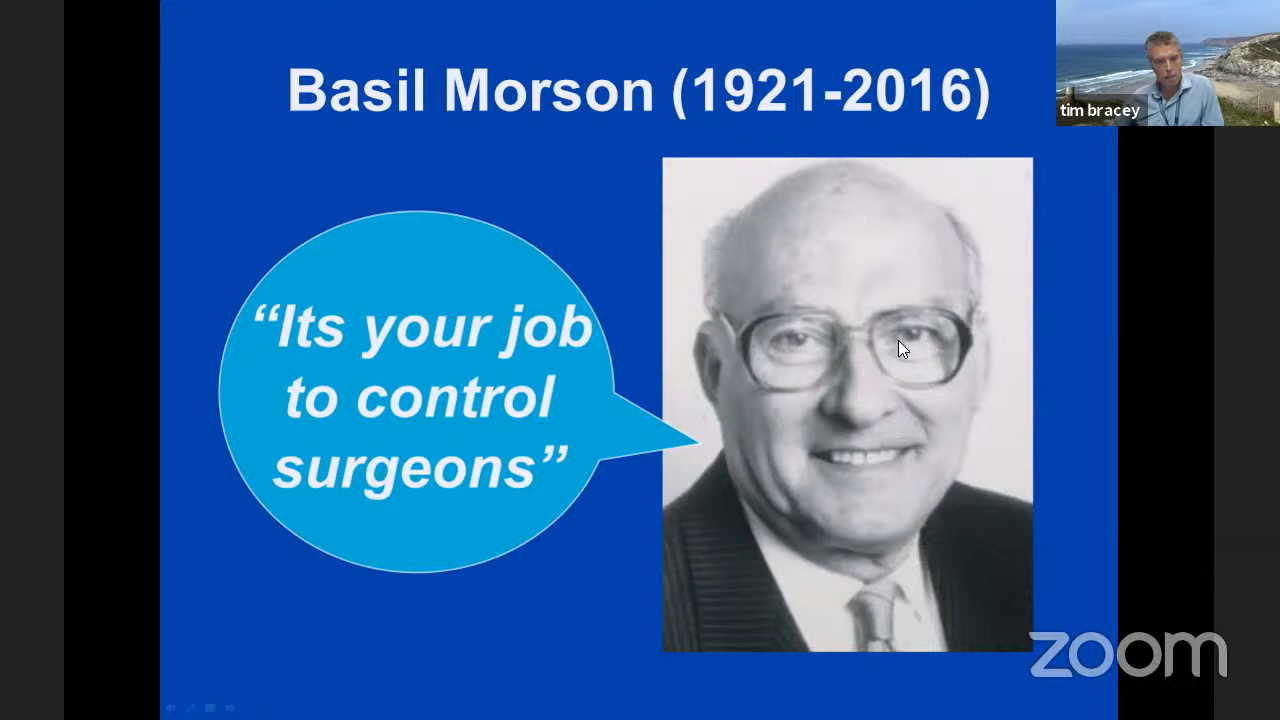 Basil Morson (1921-2016)
tim bracey
“Its your job
to control
surgeons”
zoom